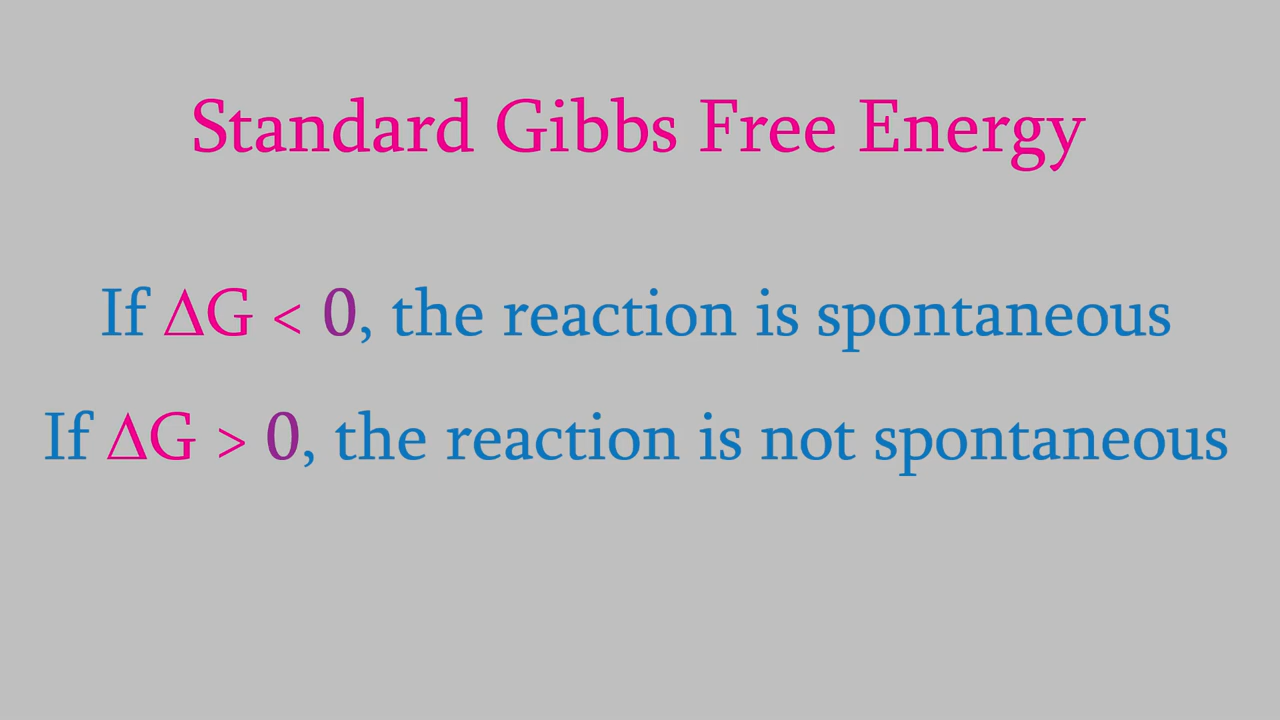 Standard Gibbs Free Energy
If ΔG < 0, the reaction is spontaneous
If ΔG > 0, the reaction is not spontaneous